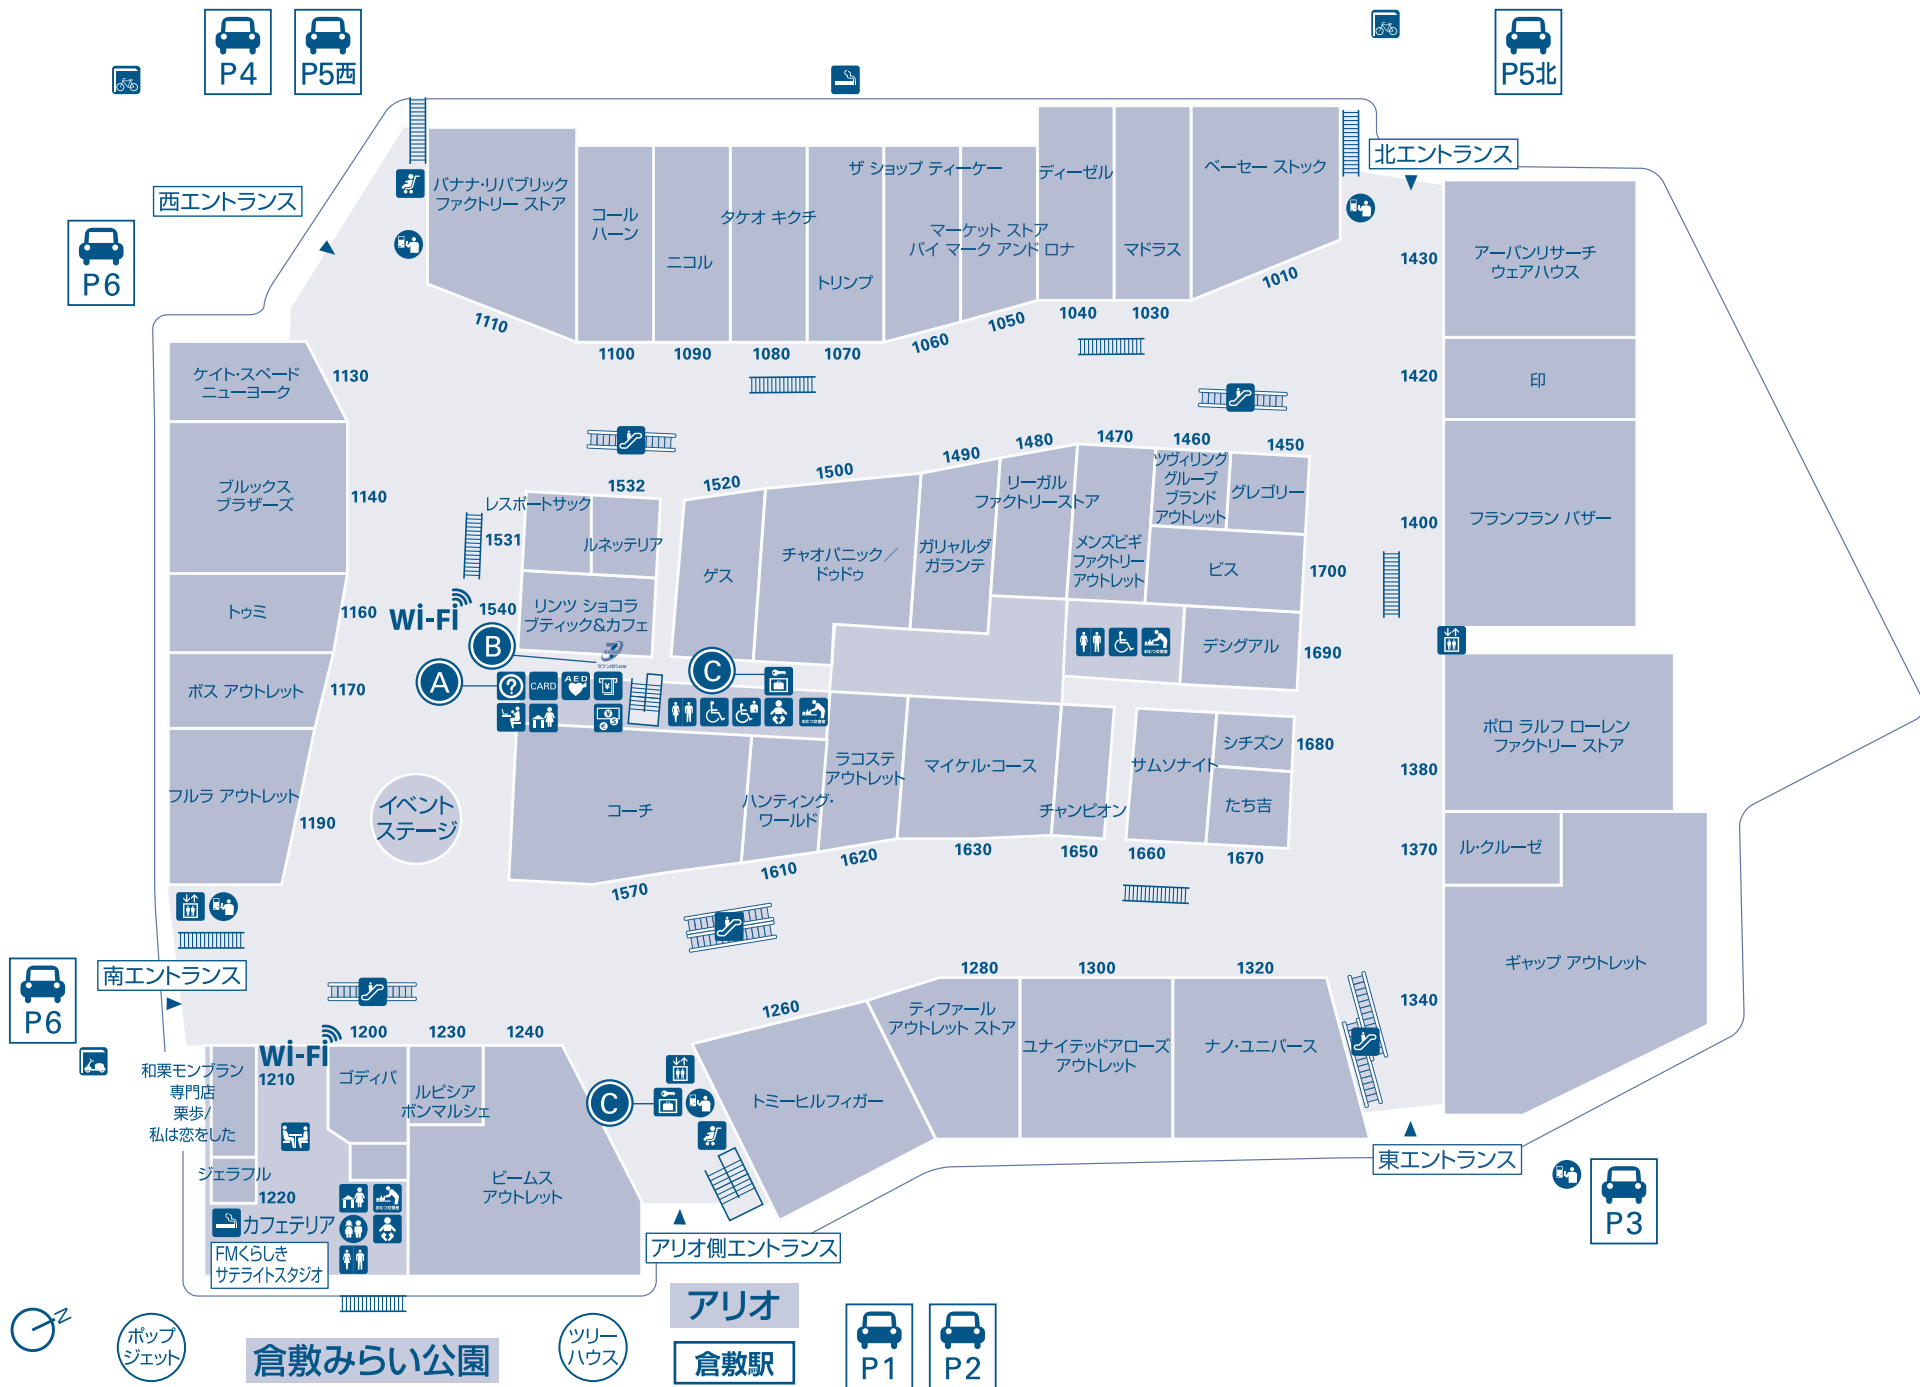 P4
P5西
P5北
西エントランス
北エントランス
P6
バナナ・リパブリック
ファクトリー ストア
1110
コール
ハーン
1100
ニコル
1090
タケオ キクチ
1080
トリンプ
1070
ザ ショップ ティーケー
1060
マーケット ストア
バイ マーク アンド ロナ
1050
ディーゼル
1040
マドラス
1030
ベーセー ストック
1010
1430
アーバンリサーチ
ウェアハウス
1420
印
1400
フランフラン バザー
ケイト・スペード
ニューヨーク
1130
ブルックス
ブラザーズ
1140
トゥミ
1160
ボス アウトレット
1170
フルラ アウトレット
1190
レスポートサック
1531
1532
ルネッテリア
1540
リンツ ショコラ
ブティック&カフェ
Wi-Fi
B
A
C
CARD
AED
セブン銀行ATM
おむつ交換室
1520
ゲス
1500
チャオパニック／
ドゥドゥ
1490
ガリャルダ
ガランテ
1480
リーガル
ファクトリーストア
1470
メンズビギ
ファクトリー
アウトレット
1460
ツヴィリング
グループ
ブランド
アウトレット
1450
グレゴリー
ビス
1700
デシグアル
1690
おむつ交換室
イベント
ステージ
コーチ
1570
ハンティング・
ワールド
1610
ラコステ
アウトレット
1620
マイケル・コース
1630
チャンピオン
1650
サムソナイト
1660
シチズン
1680
たち吉
1670
ポロ ラルフ ローレン
ファクトリー ストア
1380
ル・クルーゼ
1370
ギャップ アウトレット
1340
南エントランス
P6
和栗モンブラン
専門店
栗歩/
私は恋をした
1210
Wi-Fi
1200
ゴディバ
1230
ルピシア
ボンマルシェ
1240
ビームス
アウトレット
ジェラフル
1220
カフェテリア
FMくらしき
サテライトスタジオ
おむつ交換室
C
1260
トミーヒルフィガー
1280
ティファール
アウトレット ストア
1300
ユナイテッドアローズ
アウトレット
1320
ナノ・ユニバース
東エントランス
P3
アリオ側エントランス
N
ポップ
ジェット
倉敷みらい公園
ツリー
ハウス
アリオ
倉敷駅
P1
P2